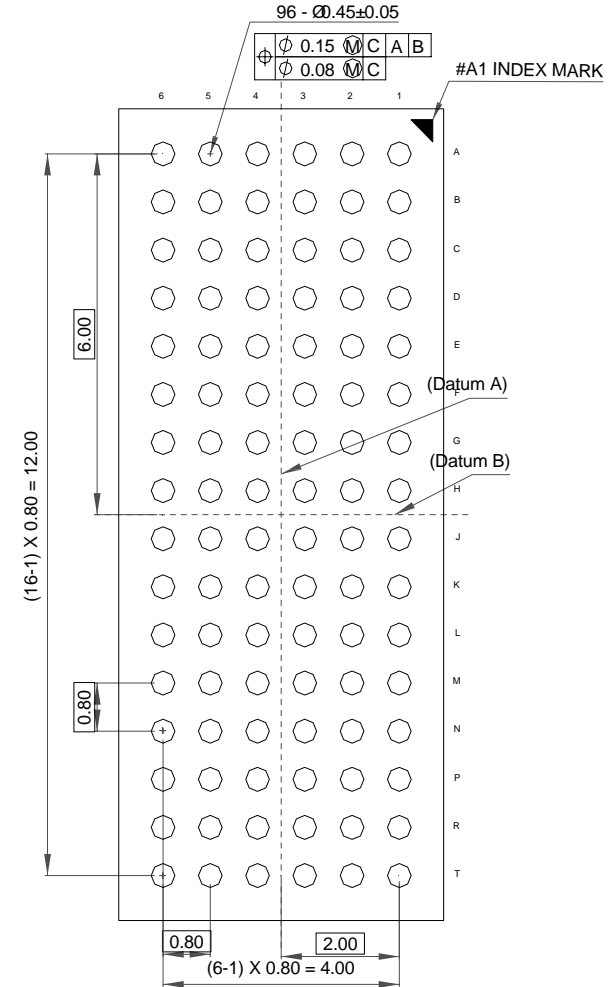 96 - Ø0.45±0.05
⌖ ∅ 0.15 Ⓜ C A B
∅ 0.08 Ⓜ C
#A1 INDEX MARK
6 5 4 3 2 1
A
B
C
D
6.00
E
(Datum A)
F
G
(Datum B)
H
(16-1) X 0.80 = 12.00
J
K
L
M
0.80
N
P
R
T
0.80
2.00
(6-1) X 0.80 = 4.00